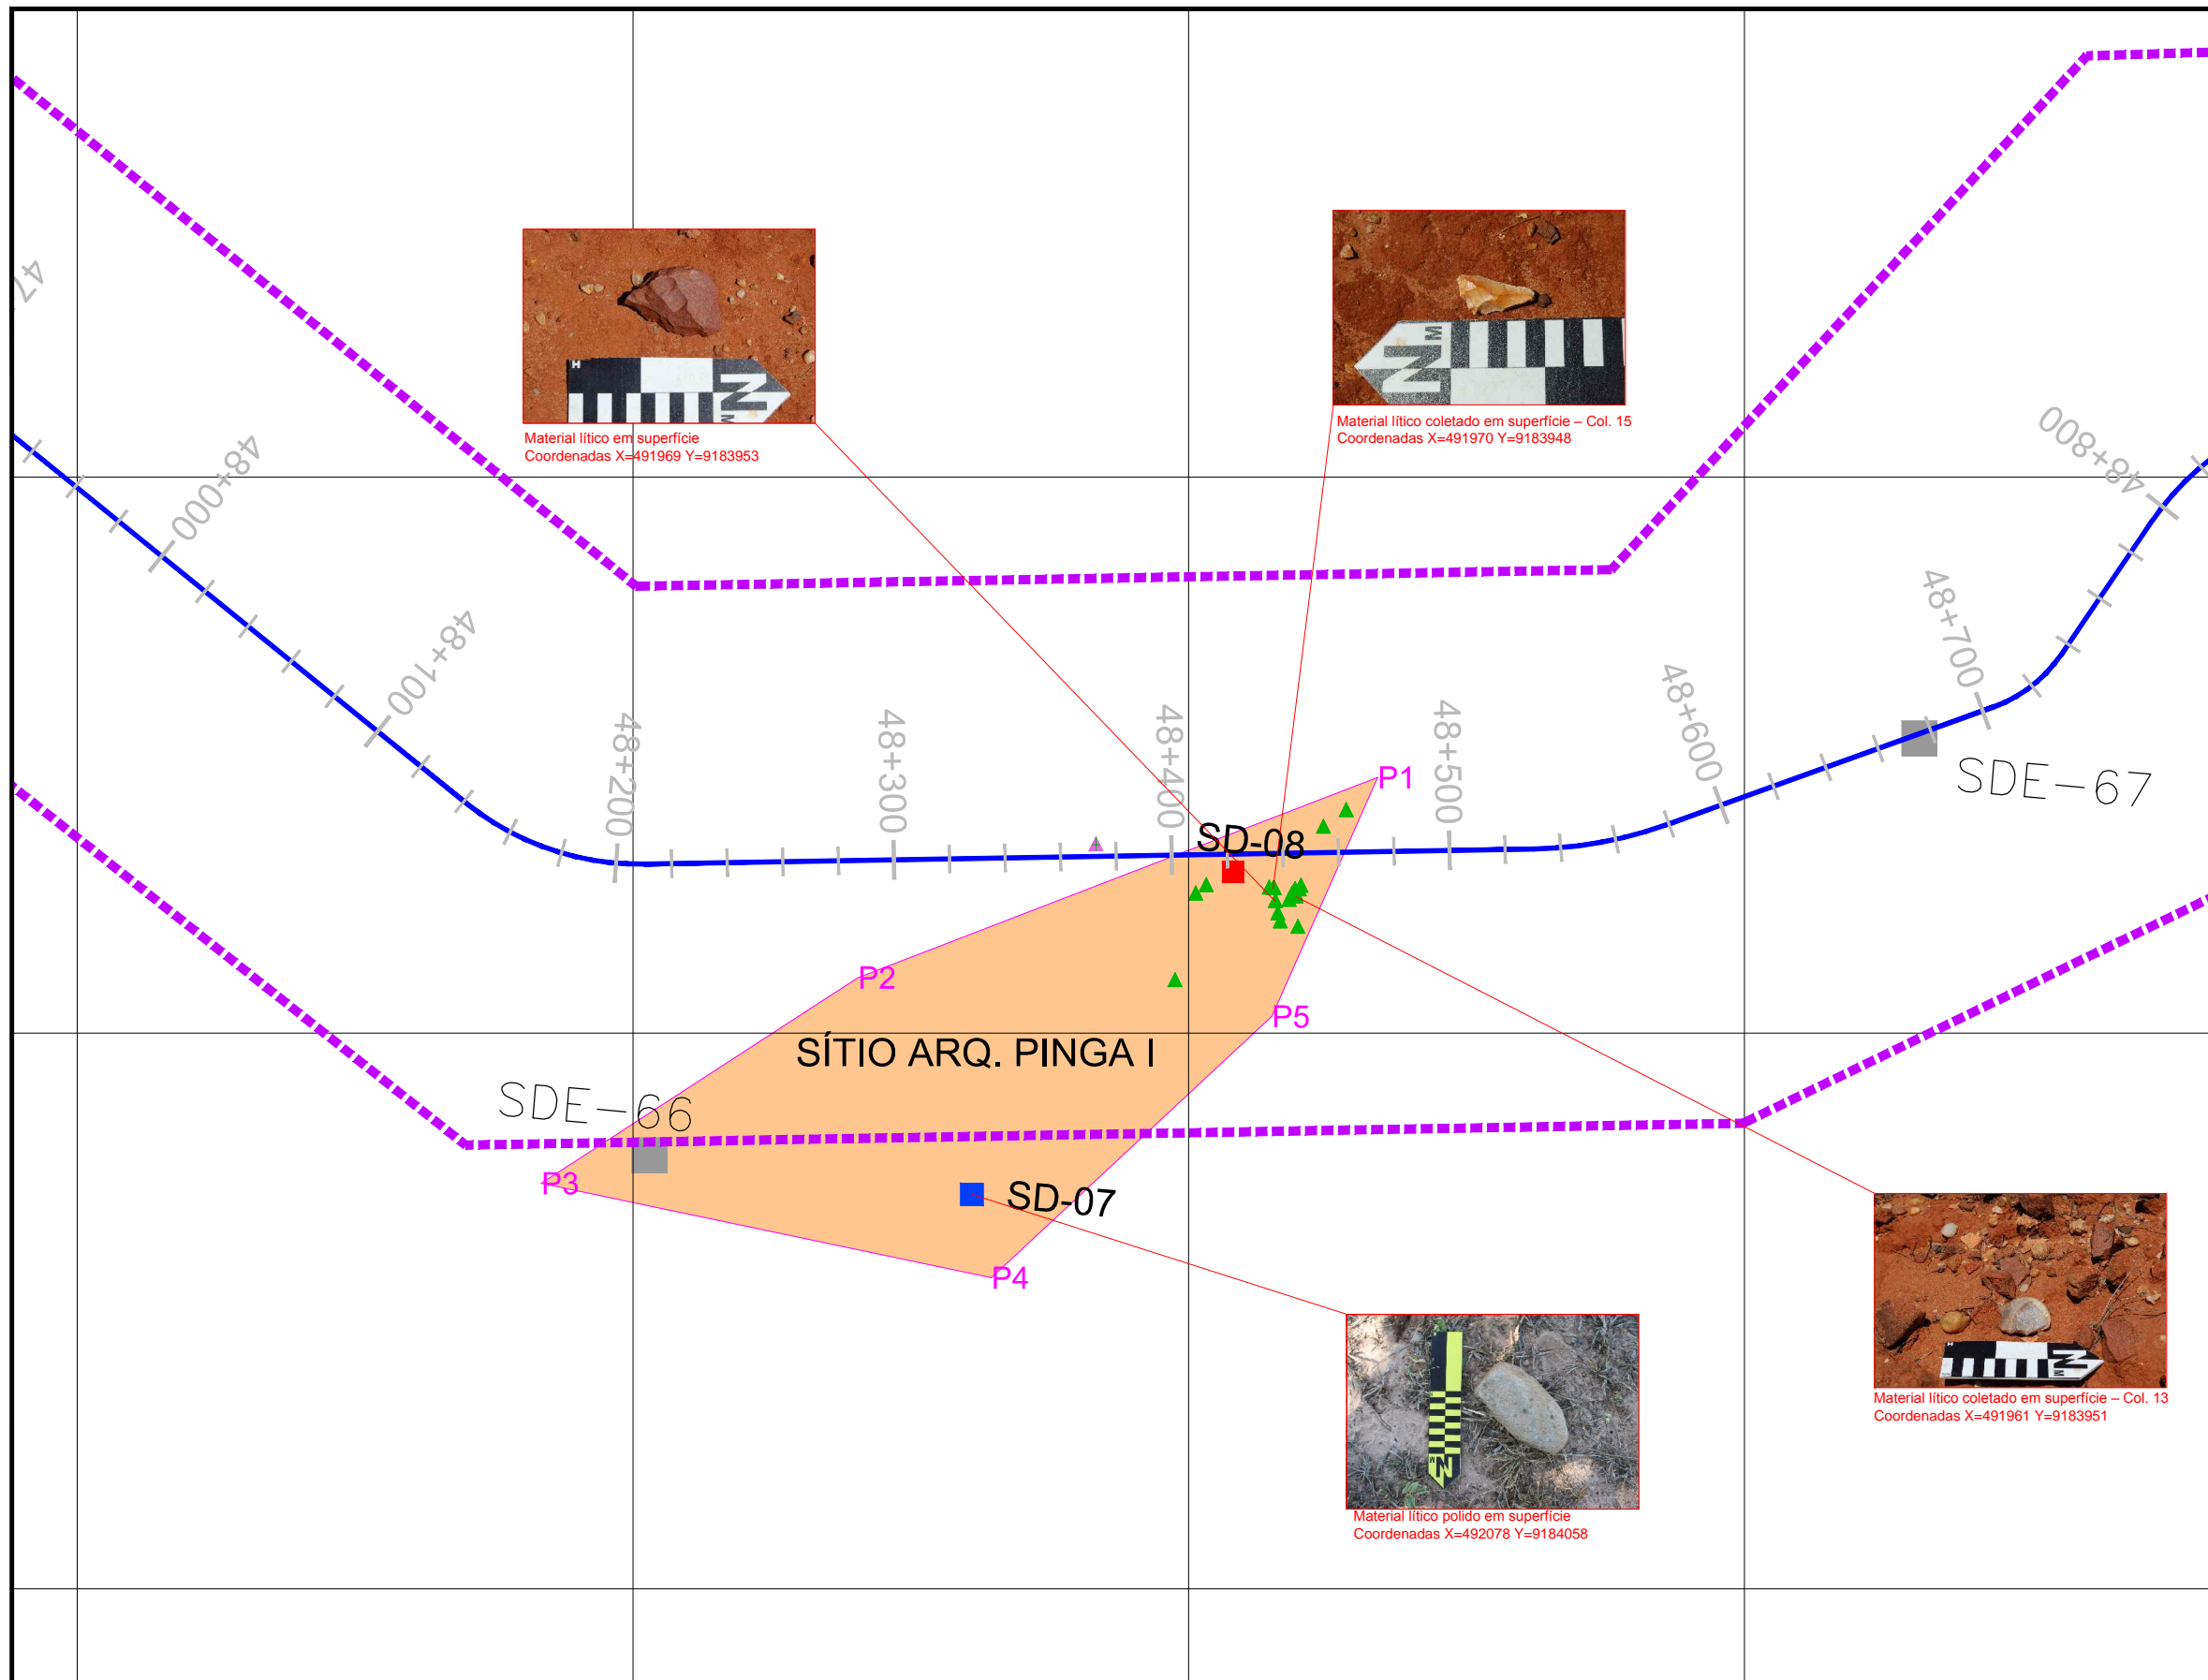 Material lítico em superfície
Coordenadas X=491969 Y=9183953
Material lítico coletado em superfície – Col. 15
Coordenadas X=491970 Y=9183948
47
48+000
48+100
48+200
48+300
48+400
48+500
48+600
48+700
48+800
SDE-67
P1
SD-08
P2
P5
SÍTIO ARQ. PINGA I
SDE-66
P3
SD-07
P4
Material lítico coletado em superfície – Col. 13
Coordenadas X=491961 Y=9183951
Material lítico polido em superfície
Coordenadas X=492078 Y=9184058
N
M
H
N
M
N
M
N
M